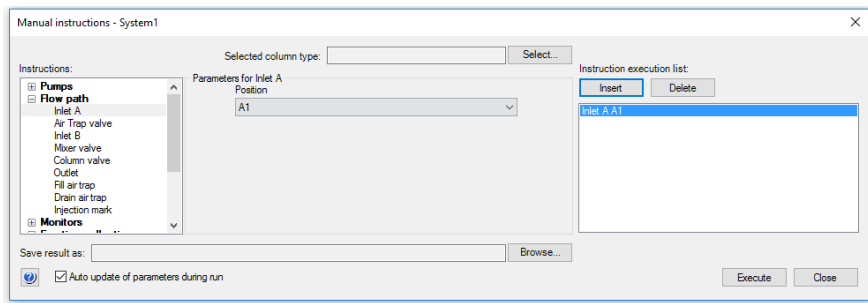 Manual instructions - System1
Selected column type:
Select...
Instructions:
Pumps
Flow path
Inlet A
Air Trap valve
Inlet B
Mixer valve
Column valve
Outlet
Fill air trap
Drain air trap
Injection mark
Monitors
Parameters for Inlet A
Position
A1
Instruction execution list:
Insert
Delete
Inlet A A1
Save result as:
Browse...
Auto update of parameters during run
Execute
Close